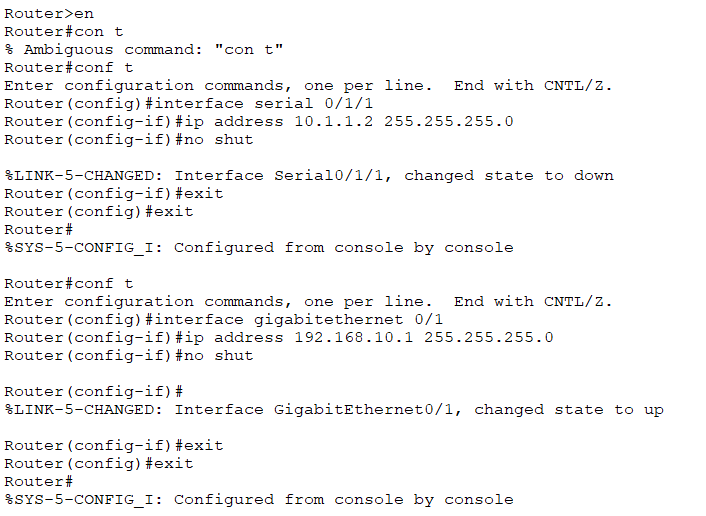 Router>en
Router#con t
% Ambiguous command: "con t"
Router#conf t
Enter configuration commands, one per line.  End with CNTL/Z.
Router(config)#interface serial 0/1/1
Router(config-if)#ip address 10.1.1.2 255.255.255.0
Router(config-if)#no shut

%LINK-5-CHANGED: Interface Serial0/1/1, changed state to down
Router(config-if)#exit
Router(config)#exit
Router#
%SYS-5-CONFIG_I: Configured from console by console

Router#conf t
Enter configuration commands, one per line.  End with CNTL/Z.
Router(config)#interface gigabitethernet 0/1
Router(config-if)#ip address 192.168.10.1 255.255.255.0
Router(config-if)#no shut

Router(config-if)#
%LINK-5-CHANGED: Interface GigabitEthernet0/1, changed state to up

Router(config-if)#exit
Router(config)#exit
Router#
%SYS-5-CONFIG_I: Configured from console by console